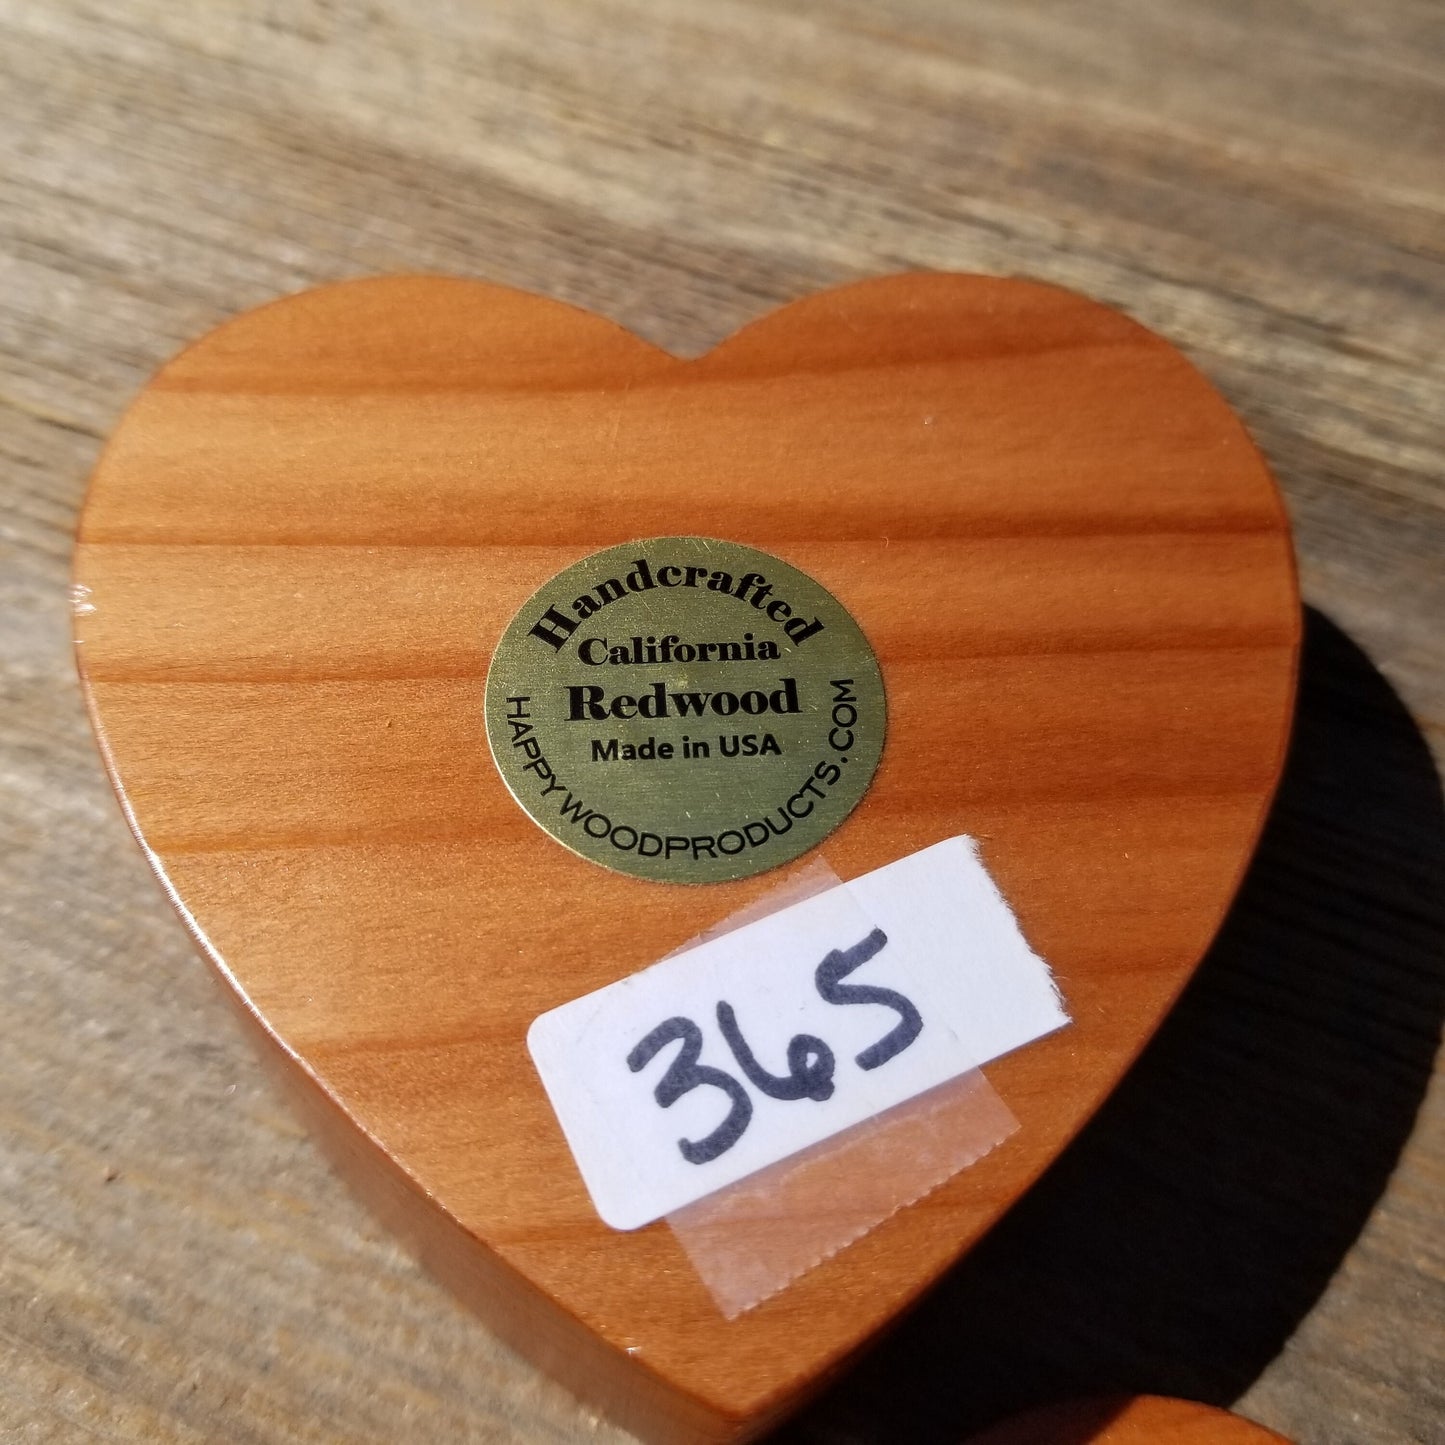 Handcrafted
California
Redwood
Made in USA
HAPPYWOODPRODUCTS.COM
365